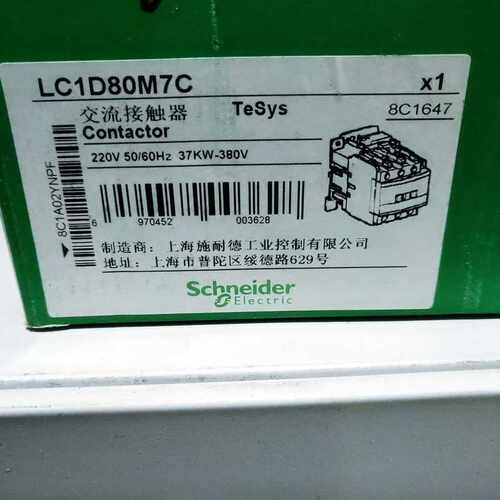 LC1D80M7C x1
交流接触器 TeSys 8C1647
Contactor
220V 50/60Hz 37KW-380V
8C1A02YNPF
6 970452 003628
制造商: 上海施耐德工业控制有限公司
地址: 上海市普陀区绥德路629号
Schneider
Electric